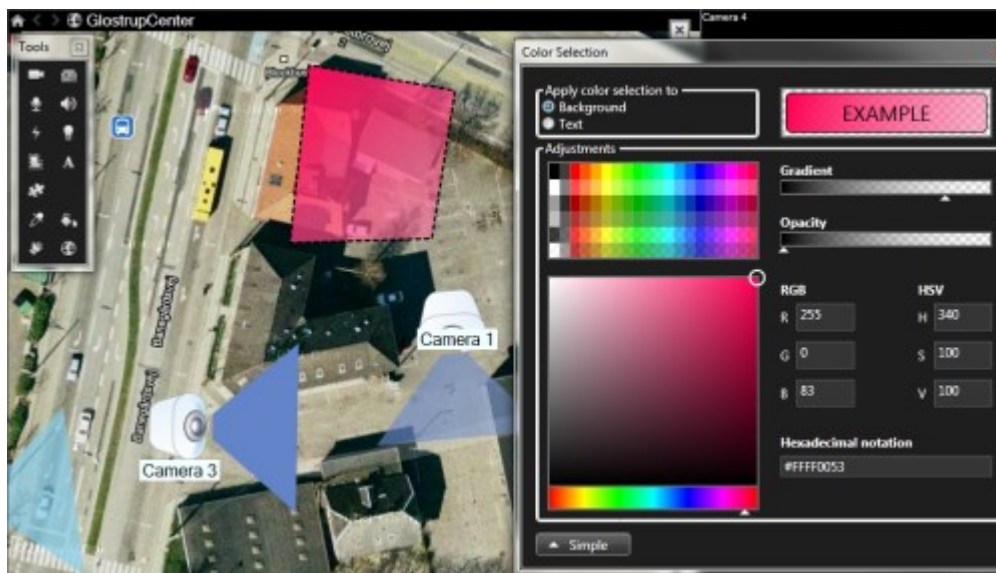 GlostrupCenter
Camera 4
Tools
Color Selection
Apply color selection to
Background
Text
EXAMPLE
Adjustments
Gradient
Opacity
RGB
HSV
R 255
H 340
G 0
S 100
B 83
V 100
Hexadecimal notation
#FFFF0053
Simple
Camera 1
Camera 3
A